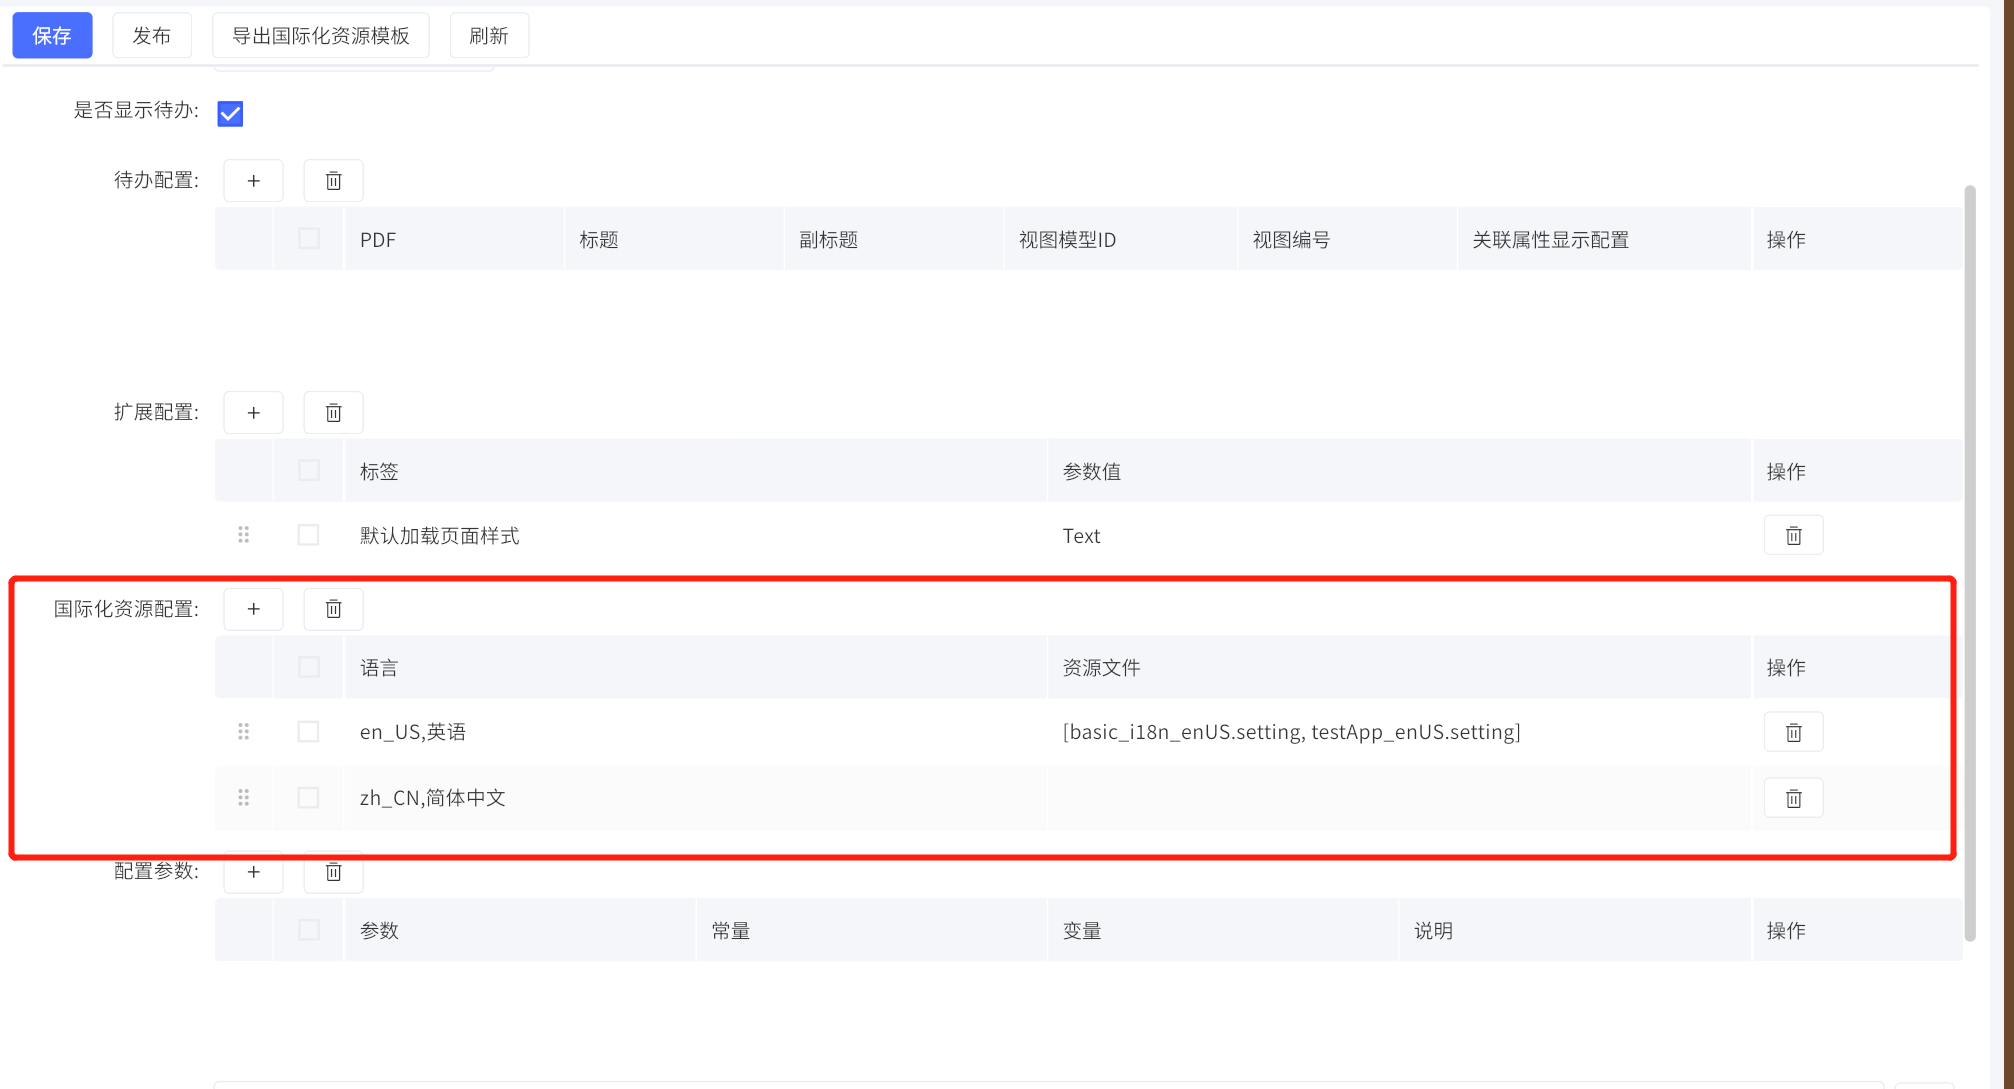 保存 发布 导出国际化资源模板 刷新
是否显示待办:
待办配置: +
PDF 标题 副标题 视图模型ID 视图编号 关联属性显示配置 操作
扩展配置: +
标签 参数值 操作
默认加载页面样式 Text
国际化资源配置: +
语言 资源文件 操作
en_US,英语 [basic_i18n_enUS.setting, testApp_enUS.setting]
zh_CN,简体中文
配置参数: +
参数 常量 变量 说明 操作